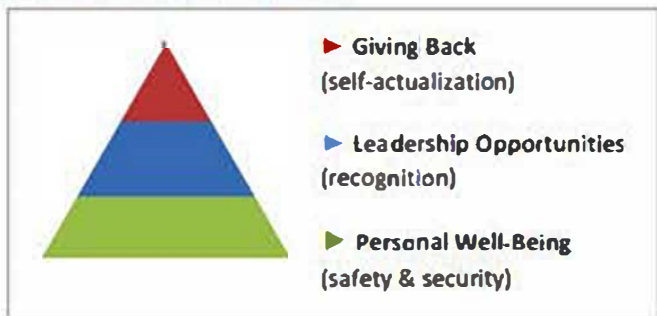 Giving Back
(self-actualization)
Leadership Opportunities
(recognition)
Personal Well-Being
(safety & security)